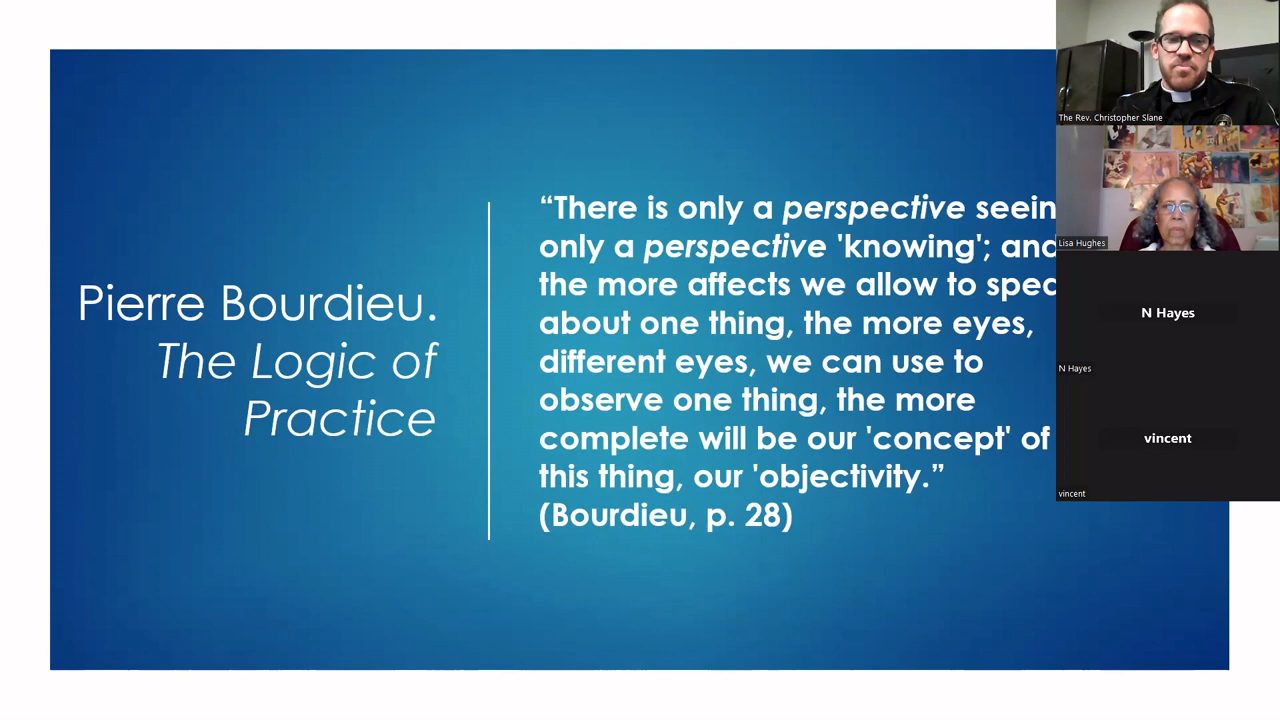 Pierre Bourdieu.
The Logic of
Practice
“There is only a perspective
only a perspective 'knowing'; and
the more affects we allow to
about one thing, the more eyes,
different eyes, we can use to
observe one thing, the more
complete will be our 'concept' of
this thing, our 'objectivity.”
(Bourdieu, p. 28)
The Rev. Christopher Slane
Lisa Hughes
N Hayes
N Hayes
vincent
vincent